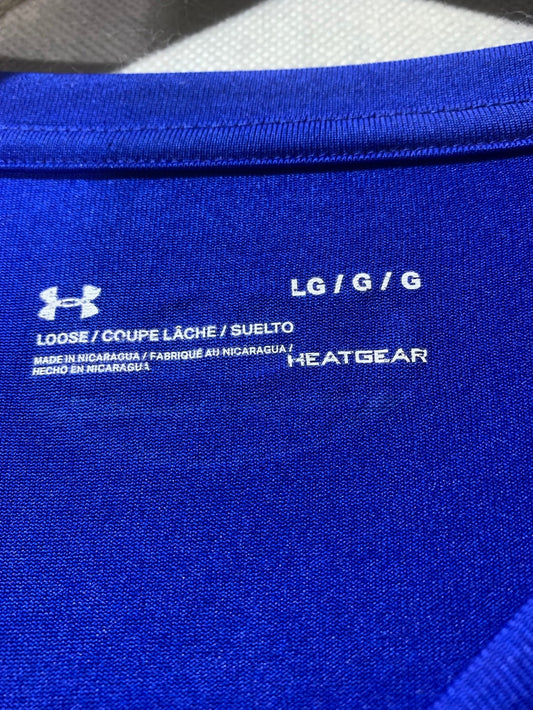 LG / G / G
LOOSE / COUPE LÂCHE / SUELTO
MADE IN NICARAGUA / FABRIQUÉ AU NICARAGUA /
HECHO EN NICARAGUA
HEATGEAR